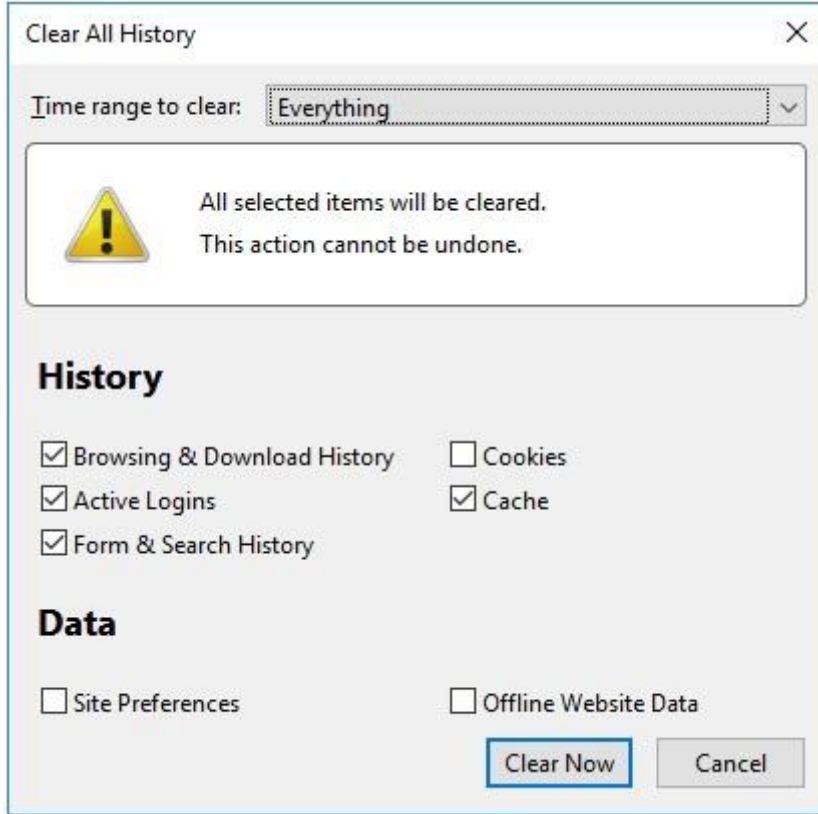 Clear All History
Time range to clear: Everything
All selected items will be cleared.
This action cannot be undone.
History
Browsing & Download History Cookies
Active Logins Cache
Form & Search History
Data
Site Preferences Offline Website Data
Clear Now Cancel